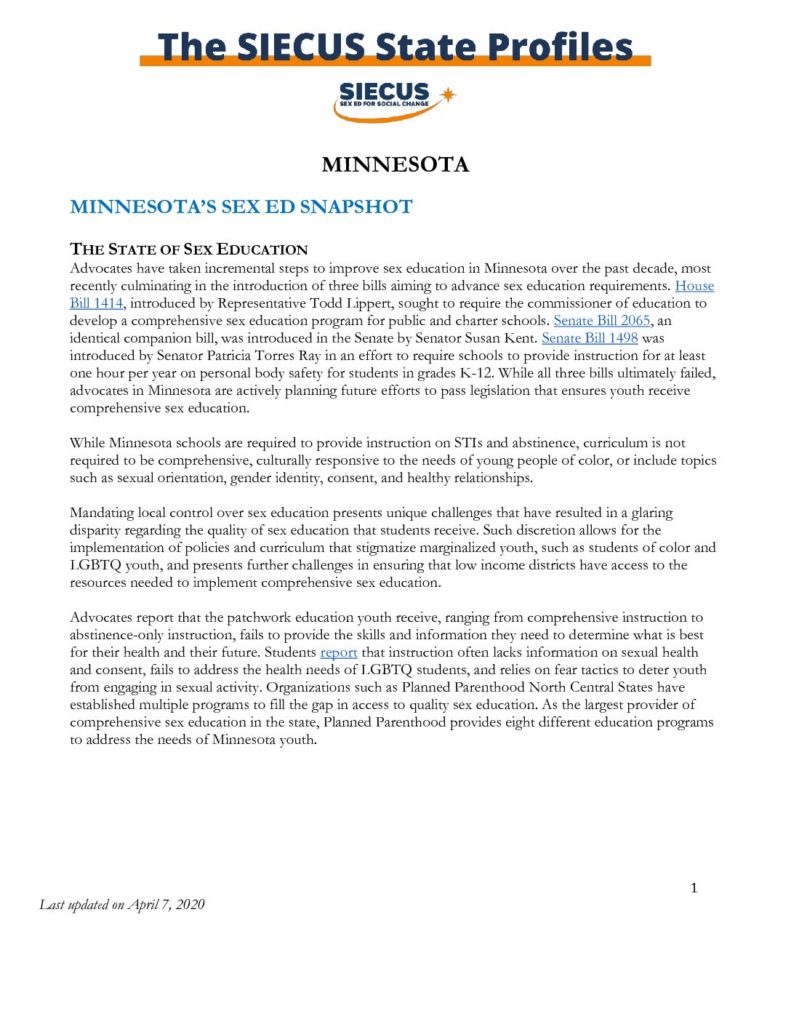 The SIECUS State Profiles
SIECUS
SEX ED FOR SOCIAL CHANGE
MINNESOTA
MINNESOTA'S SEX ED SNAPSHOT
THE STATE OF SEX EDUCATION
Advocates have taken incremental steps to improve sex education in Minnesota over the past decade, most
recently culminating in the introduction of three bills aiming to advance sex education requirements. House
Bill 1414, introduced by Representative Todd Lippert, sought to require the commissioner of education to
develop a comprehensive sex education program for public and charter schools. Senate Bill 2065, an
identical companion bill, was introduced in the Senate by Senator Susan Kent. Senate Bill 1498 was
introduced by Senator Patricia Torres Ray in an effort to require schools to provide instruction for at least
one hour per year on personal body safety for students in grades K-12. While all three bills ultimately failed,
advocates in Minnesota are actively planning future efforts to pass legislation that ensures youth receive
comprehensive sex education.
While Minnesota schools are required to provide instruction on STIs and abstinence, curriculum is not
required to be comprehensive, culturally responsive to the needs of young people of color, or include topics
such as sexual orientation, gender identity, consent, and healthy relationships.
Mandating local control over sex education presents unique challenges that have resulted in a glaring
disparity regarding the quality of sex education that students receive. Such discretion allows for the
implementation of policies and curriculum that stigmatize marginalized youth, such as students of color and
LGBTQ youth, and presents further challenges in ensuring that low income districts have access to the
resources needed to implement comprehensive sex education.
Advocates report that the patchwork education youth receive, ranging from comprehensive instruction to
abstinence-only instruction, fails to provide the skills and information they need to determine what is best
for their health and their future. Students report that instruction often lacks information on sexual health
and consent, fails to address the health needs of LGBTQ students, and relies on fear tactics to deter youth
from engaging in sexual activity. Organizations such as Planned Parenthood North Central States have
established multiple programs to fill the gap in access to quality sex education. As the largest provider of
comprehensive sex education in the state, Planned Parenthood provides eight different education programs
to address the needs of Minnesota youth.
1
Last updated on April 7, 2020